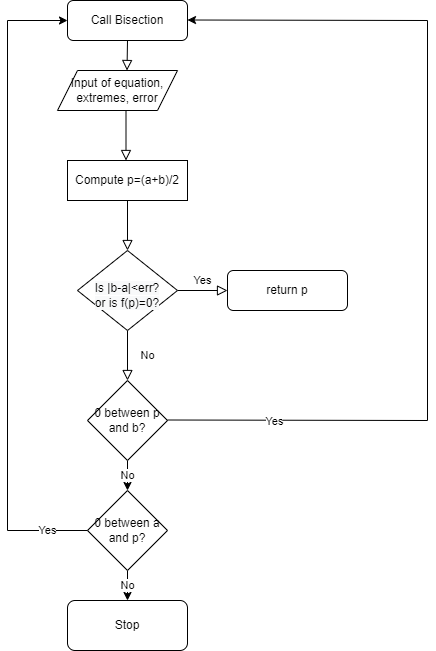 Call Bisection
Input of equation,
extremes, error
Compute p=(a+b)/2
Is |b-a|<err?
or is f(p)=0?
Yes
return p
No
0 between p
and b?
Yes
No
0 between a
and p?
Yes
No
Stop